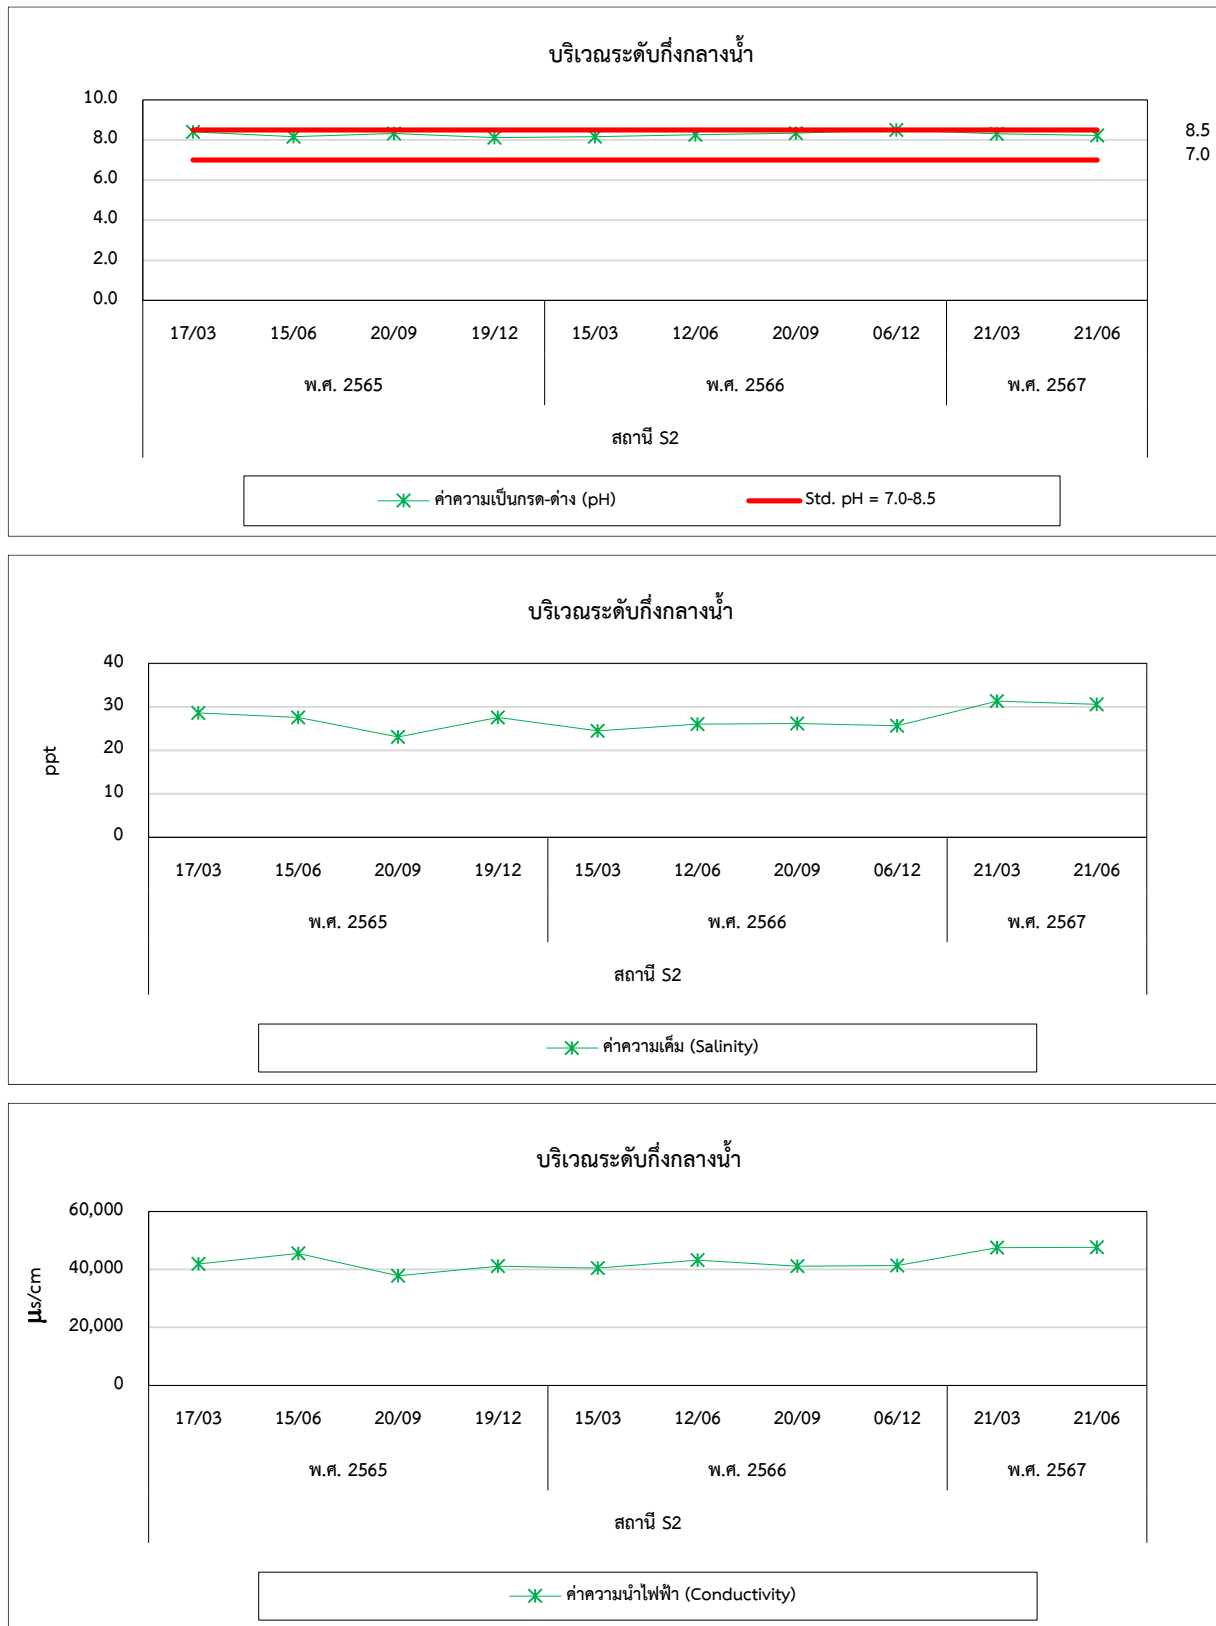 บริเวณระดับกึ่งกลางน้ำ
10.0
8.0
6.0
4.0
2.0
0.0
8.5
7.0
17/03 15/06 20/09 19/12 15/03 12/06 20/09 06/12 21/03 21/06
พ.ศ. 2565 พ.ศ. 2566 พ.ศ. 2567
สถานี S2
ค่าความเป็นกรด-ด่าง (pH) Std. pH = 7.0-8.5
บริเวณระดับกึ่งกลางน้ำ
ppt
40
30
20
10
0
17/03 15/06 20/09 19/12 15/03 12/06 20/09 06/12 21/03 21/06
พ.ศ. 2565 พ.ศ. 2566 พ.ศ. 2567
สถานี S2
ค่าความเค็ม (Salinity)
บริเวณระดับกึ่งกลางน้ำ
µs/cm
60,000
40,000
20,000
0
17/03 15/06 20/09 19/12 15/03 12/06 20/09 06/12 21/03 21/06
พ.ศ. 2565 พ.ศ. 2566 พ.ศ. 2567
สถานี S2
ค่าความนำไฟฟ้า (Conductivity)